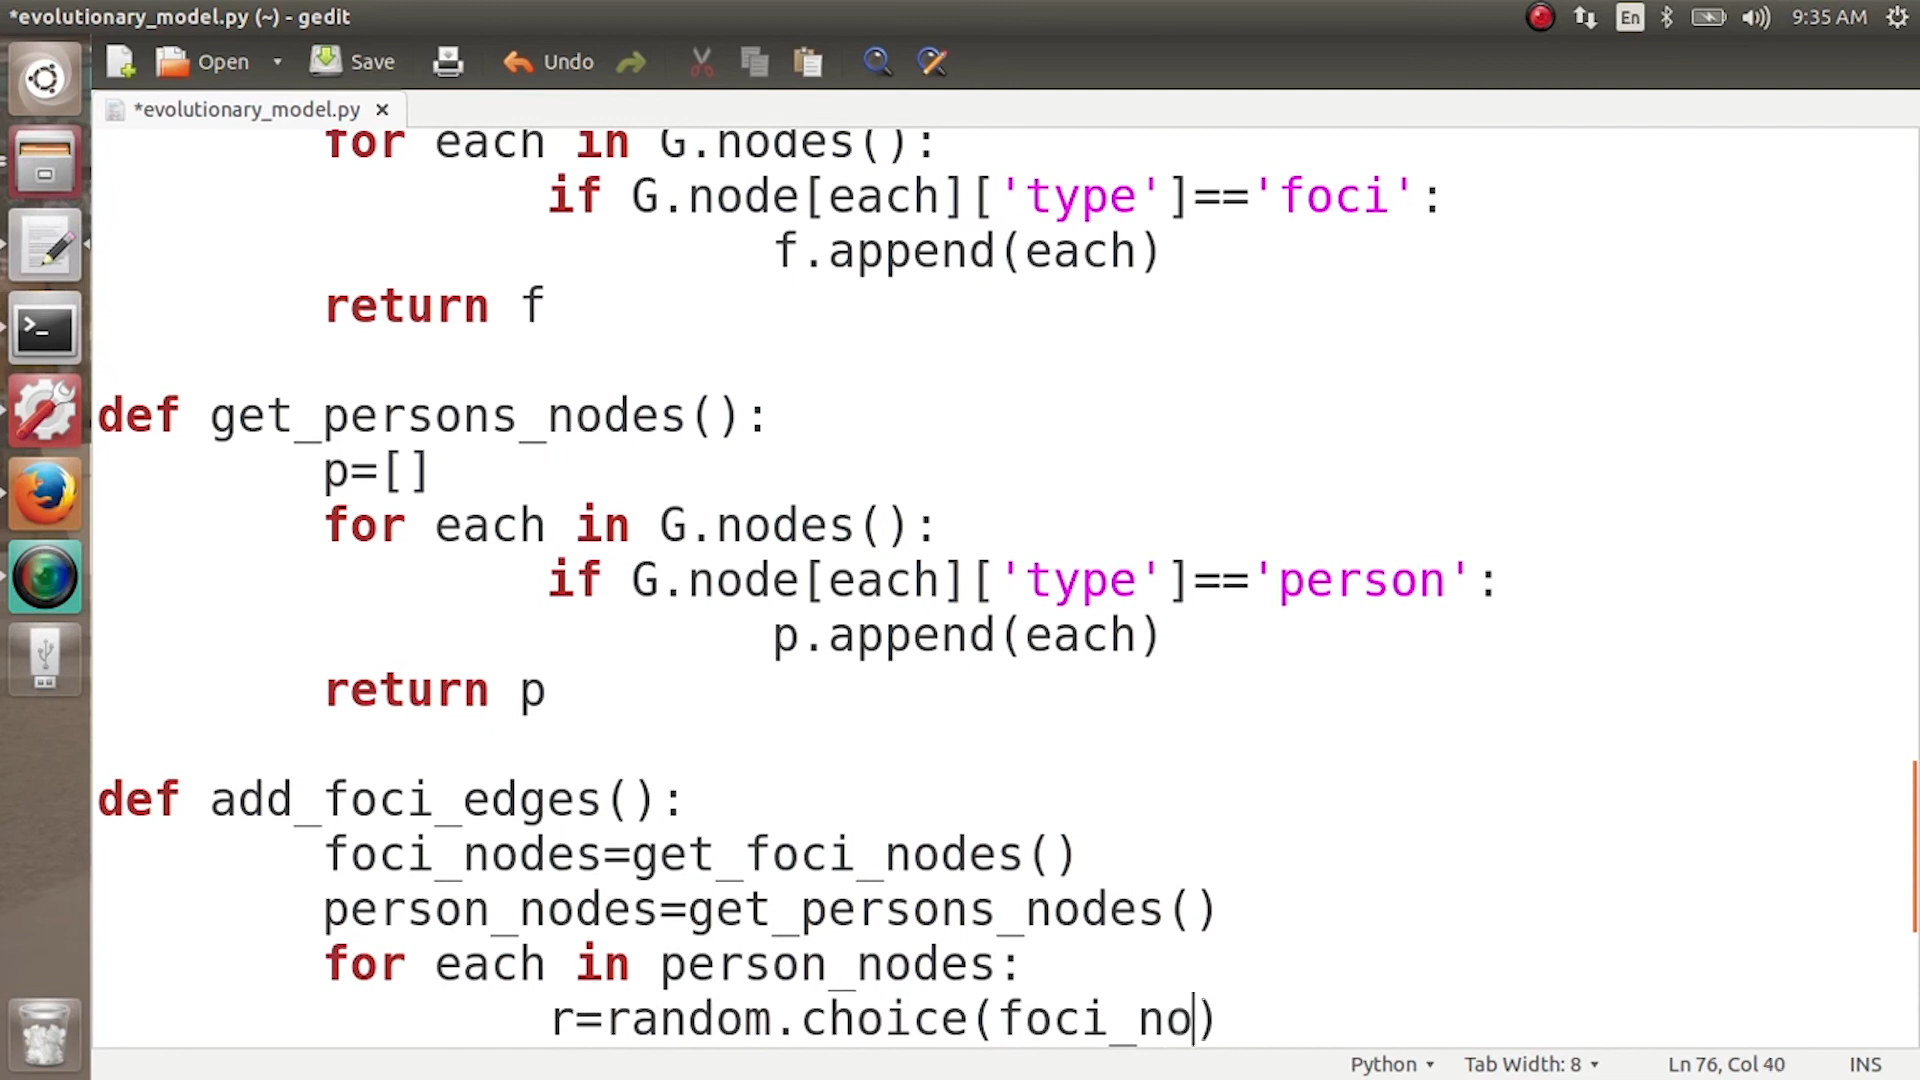 *evolutionary_model.py (~) - gedit
En
9:35 AM
Open
Save
Undo
*evolutionary_model.py
for each in G.nodes():
if G.node[each]['type']=='foci':
f.append(each)
return f
def get_persons_nodes():
p=[]
for each in G.nodes():
if G.node[each]['type']=='person':
p.append(each)
return p
def add_foci_edges():
foci_nodes=get_foci_nodes()
person_nodes=get_persons_nodes()
for each in person_nodes:
r=random.choice(foci_no)
Python
Tab Width: 8
Ln 76, Col 40
INS